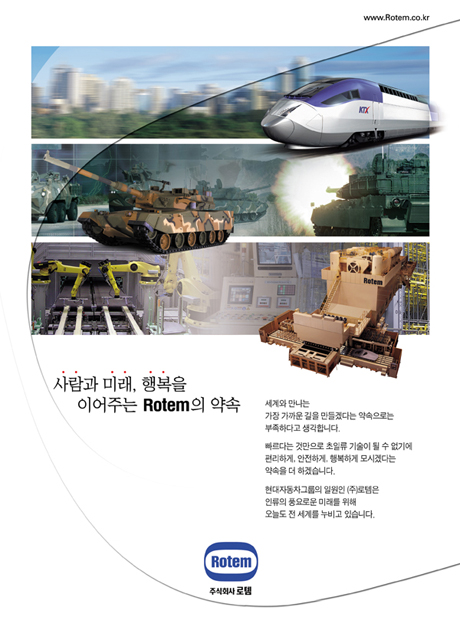 www.Rotem.co.kr
KTX
Rotem
사람과 미래, 행복을
이어주는 Rotem의 약속
세계와 만나는
가장 가까운 길을 만들겠다는 약속으로는
부족하다고 생각합니다.
빠르다는 것만으로 초일류 기술이 될 수 없기에
편리하게, 안전하게, 행복하게 모시겠다는
약속을 더 하겠습니다.
현대자동차그룹의 일원인 (주)로템은
인류의 풍요로운 미래를 위해
오늘도 전 세계를 누비고 있습니다.
Rotem
주식회사 로템